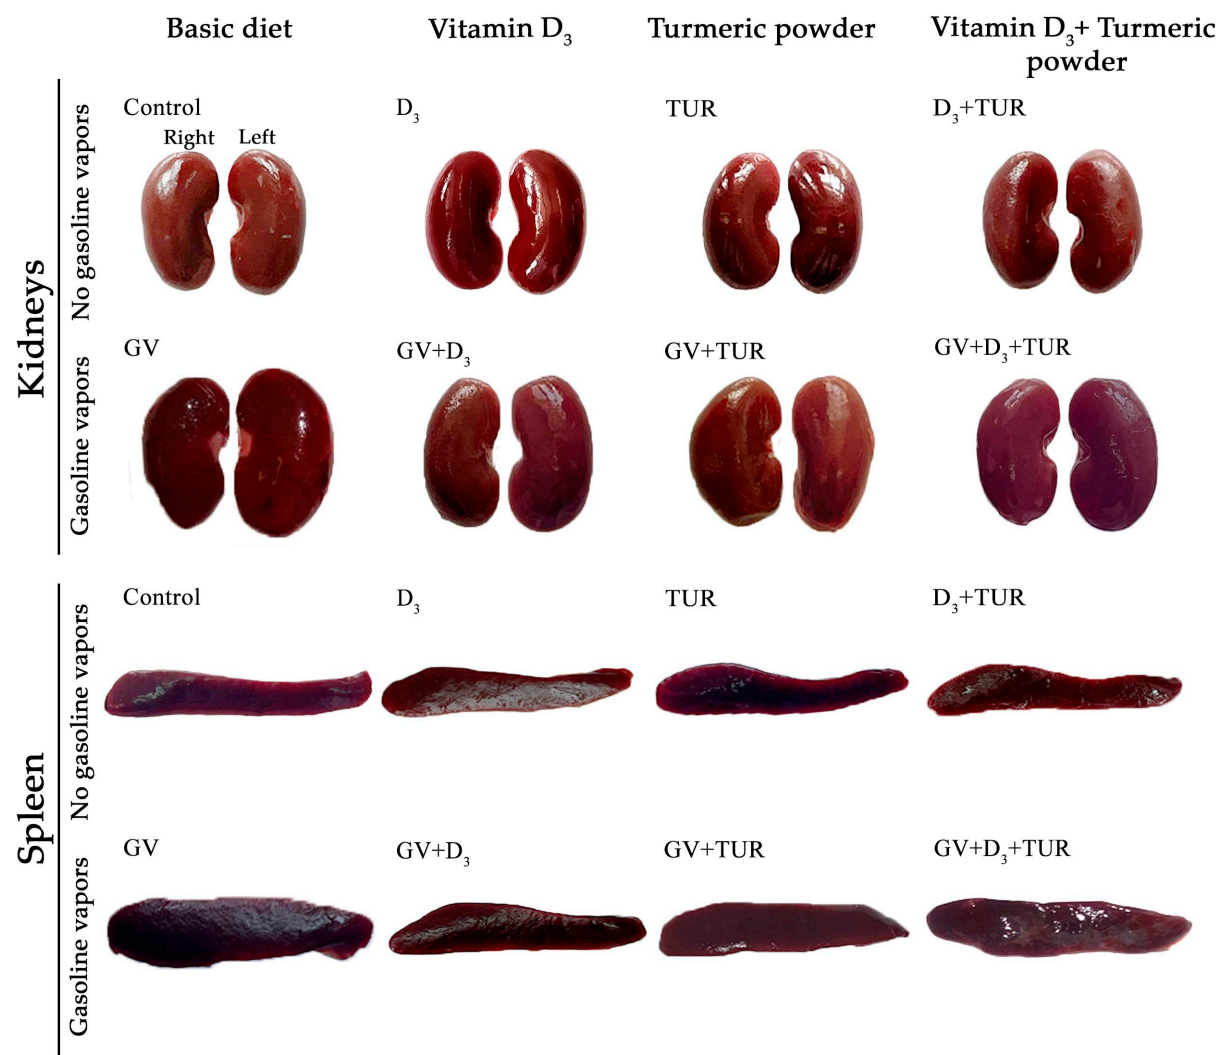 Basic diet
Vitamin D₃
Turmeric powder
Vitamin D₃+ Turmeric
powder
Kidneys
No gasoline vapors
Control
Right Left
D₃
TUR
D₃+TUR
Gasoline vapors
GV
GV+D₃
GV+TUR
GV+D₃+TUR
Spleen
No gasoline vapors
Control
D₃
TUR
D₃+TUR
Gasoline vapors
GV
GV+D₃
GV+TUR
GV+D₃+TUR